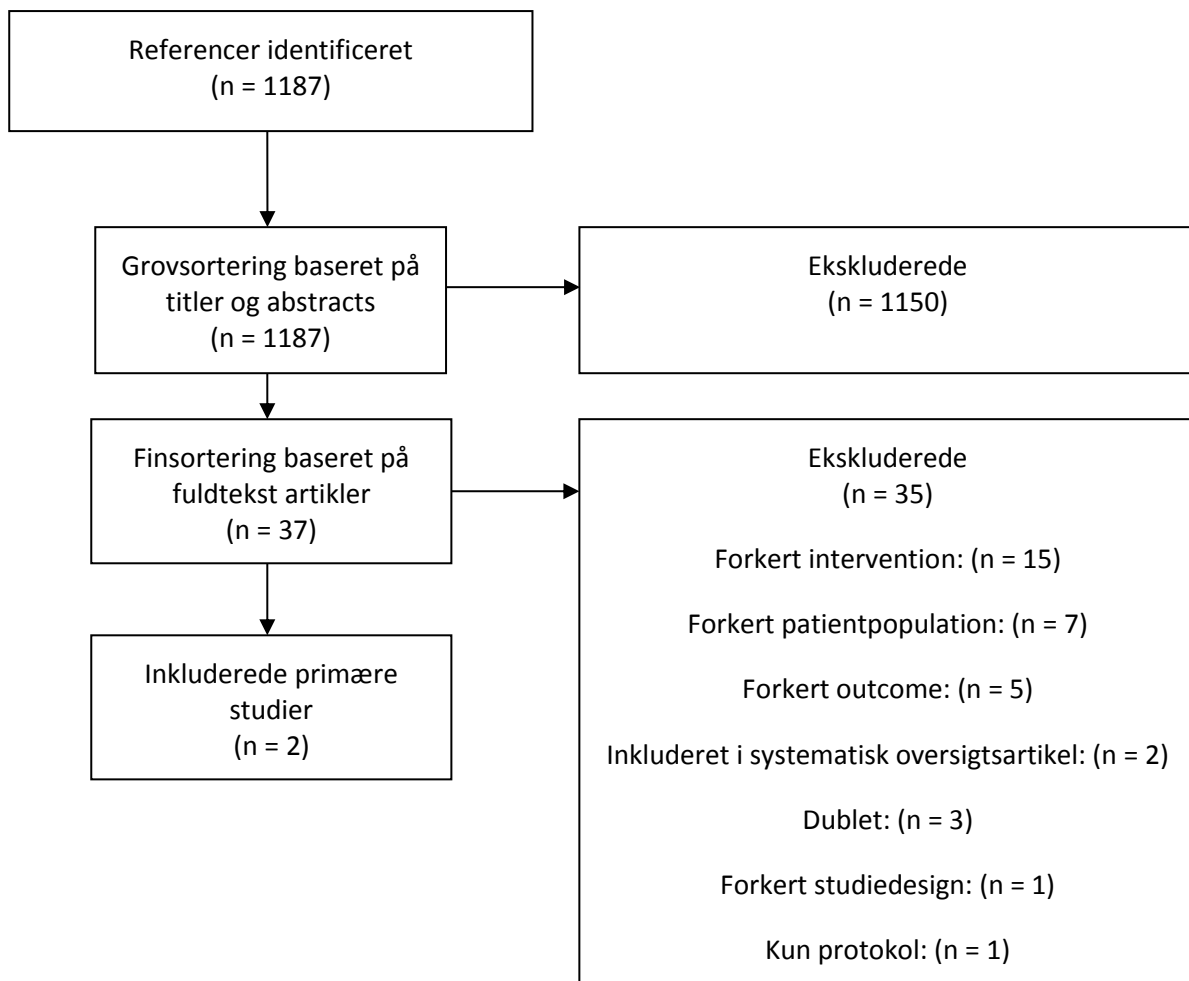 Referencer identificeret
(n = 1187)
Grovsortering baseret på
titler og abstracts
(n = 1187)
Ekskluderede
(n = 1150)
Finsortering baseret på
fuldtekst artikler
(n = 37)
Ekskluderede
(n = 35)
Forkert intervention: (n = 15)
Forkert patientpopulation: (n = 7)
Forkert outcome: (n = 5)
Inkluderet i systematisk oversigtsartikel: (n = 2)
Dublet: (n = 3)
Forkert studiedesign: (n = 1)
Kun protokol: (n = 1)
Inkluderede primære
studier
(n = 2)